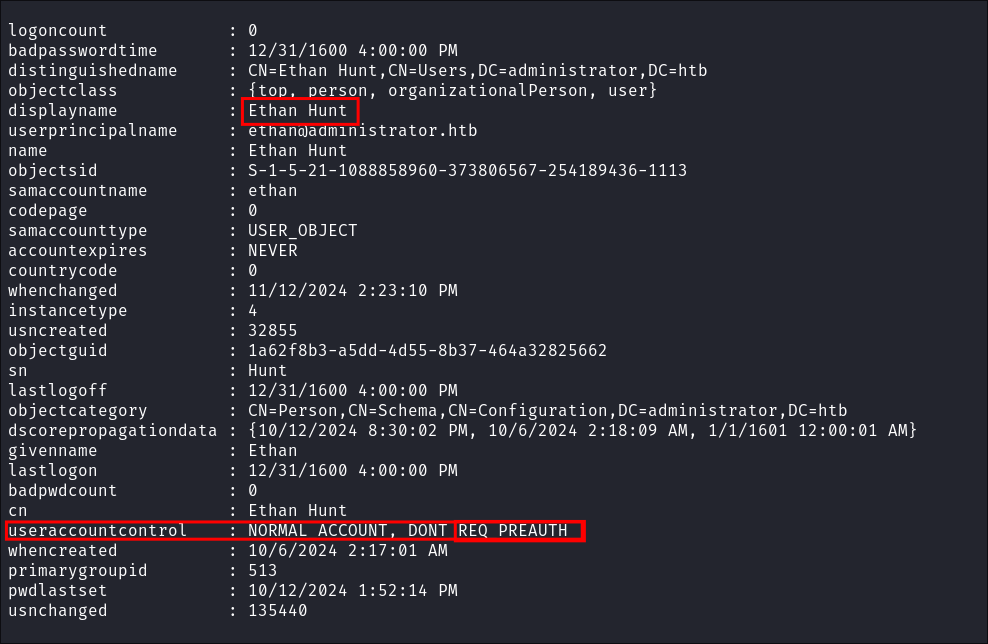 logoncount            : 0
badpasswordtime       : 12/31/1600 4:00:00 PM
distinguishedname     : CN=Ethan Hunt,CN=Users,DC=administrator,DC=htb
objectclass           : {top, person, organizationalPerson, user}
displayname           : Ethan Hunt
userprincipalname     : ethan@administrator.htb
name                  : Ethan Hunt
objectsid             : S-1-5-21-1088858960-373806567-254189436-1113
samaccountname        : ethan
codepage              : 0
samaccounttype        : USER_OBJECT
accountexpires        : NEVER
countrycode           : 0
whenchanged           : 11/12/2024 2:23:10 PM
instancetype          : 4
usncreated            : 32855
objectguid            : 1a62f8b3-a5dd-4d55-8b37-464a32825662
sn                    : Hunt
lastlogoff            : 12/31/1600 4:00:00 PM
objectcategory        : CN=Person,CN=Schema,CN=Configuration,DC=administrator,DC=htb
dscorepropagationdata : {10/12/2024 8:30:02 PM, 10/6/2024 2:18:09 AM, 1/1/1601 12:00:01 AM}
givenname             : Ethan
lastlogon             : 12/31/1600 4:00:00 PM
badpwdcount           : 0
cn                    : Ethan Hunt
useraccountcontrol    : NORMAL_ACCOUNT, DONT_REQ_PREAUTH
whencreated           : 10/6/2024 2:17:01 AM
primarygroupid        : 513
pwdlastset            : 10/12/2024 1:52:14 PM
usnchanged            : 135440